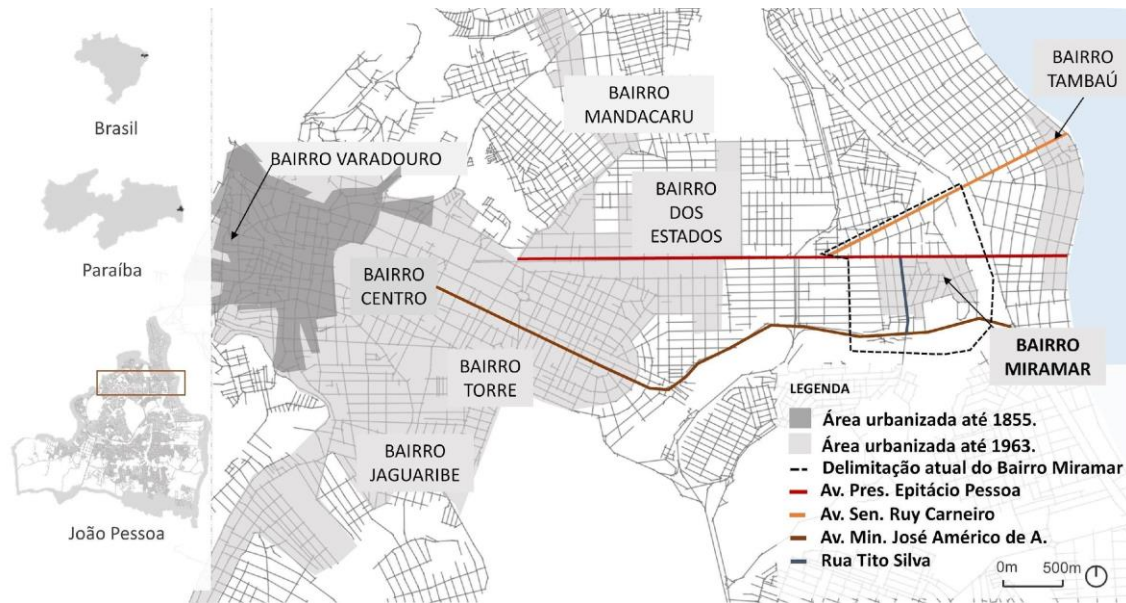 Brasil
Paraíba
João Pessoa
BAIRRO VARADOURO
BAIRRO
MANDACARU
BAIRRO
TAMBAÚ
BAIRRO
DOS
ESTADOS
BAIRRO
CENTRO
BAIRRO
TORRE
BAIRRO
JAGUARIBE
BAIRRO
MIRAMAR
LEGENDA
Área urbanizada até 1855.
Área urbanizada até 1963.
Delimitação atual do Bairro Miramar
Av. Pres. Epitácio Pessoa
Av. Sen. Ruy Carneiro
Av. Min. José Américo de A.
Rua Tito Silva
0m 500m